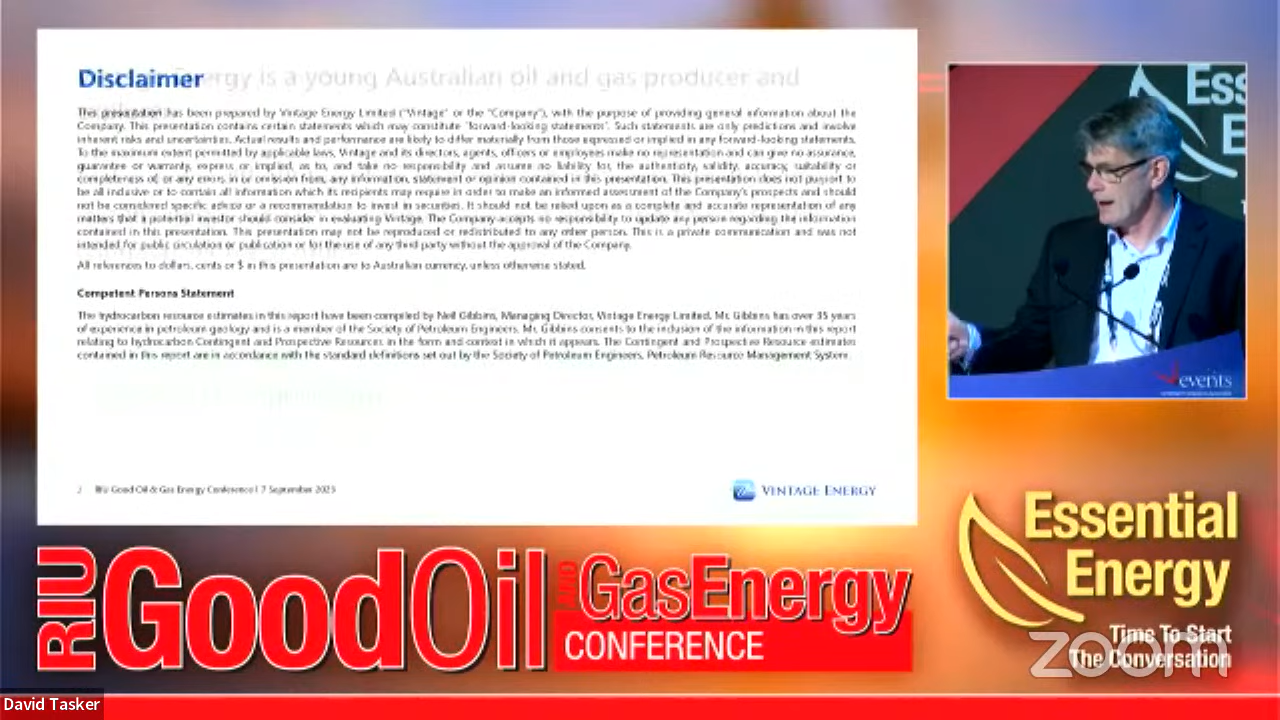 Disclaimer
ergy is a young Australian oil and gas producer and
This presentation has been prepared by Vintage Energy Limited ("Vintage" or the "Company"), with the purpose of providing general information about the
Company. This presentation contains certain statements which may constitute "forward-looking statements". Such statements are only predictions and involve
inherent risks and uncertainties. Actual results and performance are likely to differ materially from those expressed or implied in any forward-looking statements.
To the maximum extent permitted by applicable laws, Vintage and its directors, agents, officers or employees make no representation and can give no assurance,
guarantee or warranty, express or implied, as to, and take no responsibility and assume no liability for, the authenticity, validity, accuracy, suitability or
completeness of, or any errors in or omission from, any information, statement or opinion contained in this presentation. This presentation does not purport to
be all inclusive or to contain all information which its recipients may require in order to make an informed assessment of the Company's prospects and should
not be considered specific advice or a recommendation to invest in securities. It should not be relied upon as a complete and accurate representation of any
matters that a potential investor should consider in evaluating Vintage. The Company accepts no responsibility to update any person regarding the information
contained in this presentation. This presentation may not be reproduced or redistributed to any other person. This is a private communication and was not
intended for public circulation or publication or for the use of any third party without the approval of the Company.
All references to dollars, cents or $ in this presentation are to Australian currency, unless otherwise stated.
Competent Persons Statement
The hydrocarbon resource estimates in this report have been compiled by Neil Gibbins, Managing Director, Vintage Energy Limited. Mr. Gibbins has over 35 years
of experience in petroleum geology and is a member of the Society of Petroleum Engineers. Mr. Gibbins consents to the inclusion of the information in this report
relating to hydrocarbon Contingent and Prospective Resources in the form and context in which it appears. The Contingent and Prospective Resource estimates
contained in this report are in accordance with the standard definitions set out by the Society of Petroleum Engineers, Petroleum Resource Management System.
2 RIU Good Oil & Gas Energy Conference | 7 September 2023
VINTAGE ENERGY
Ess
E
events
RIU GoodOil AND GasEnergy
CONFERENCE
Essential
Energy
Time To Start
The Conversation
zoom
David Tasker